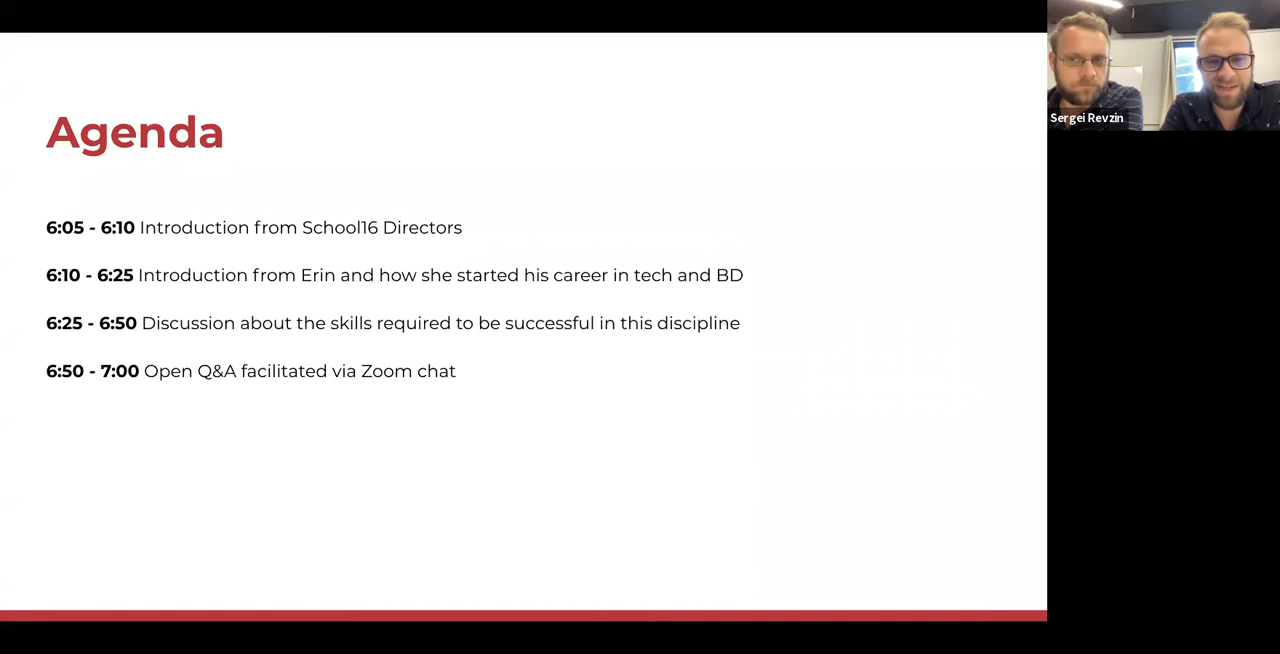 Agenda
6:05 - 6:10 Introduction from School16 Directors
6:10 - 6:25 Introduction from Erin and how she started his career in tech and BD
6:25 - 6:50 Discussion about the skills required to be successful in this discipline
6:50 - 7:00 Open Q&A facilitated via Zoom chat
Sergei Revzin